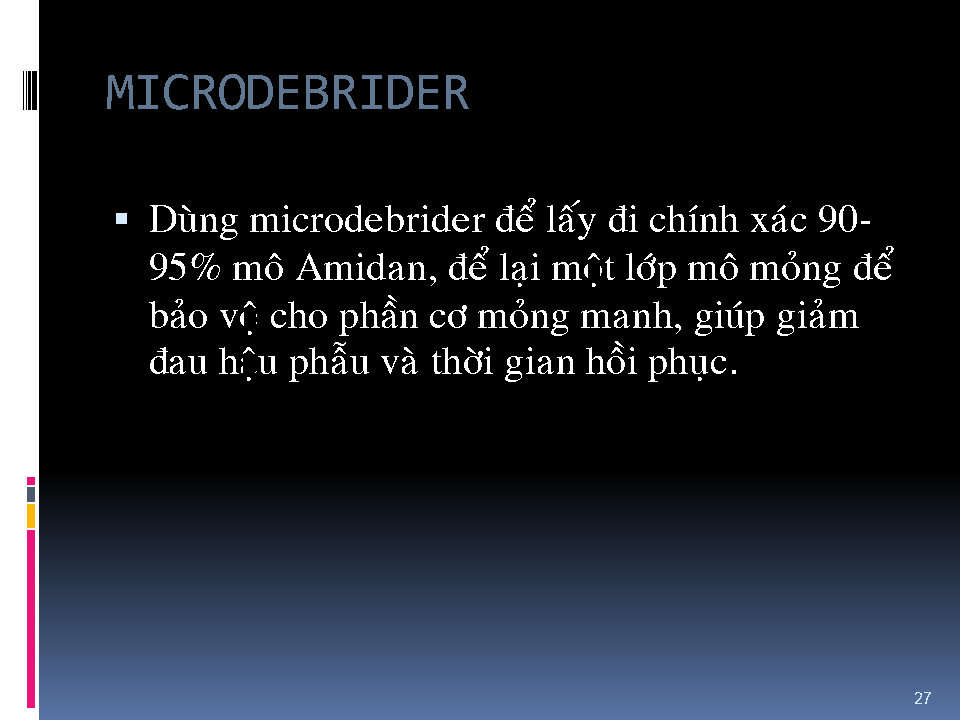 MICRODEBRIDER
Dùng microdebrider để lấy đi chính xác 90-
95% mô Amidan, để lại một lớp mô mỏng để
bảo vệ cho phần cơ mỏng manh, giúp giảm
đau hậu phẫu và thời gian hồi phục.
27